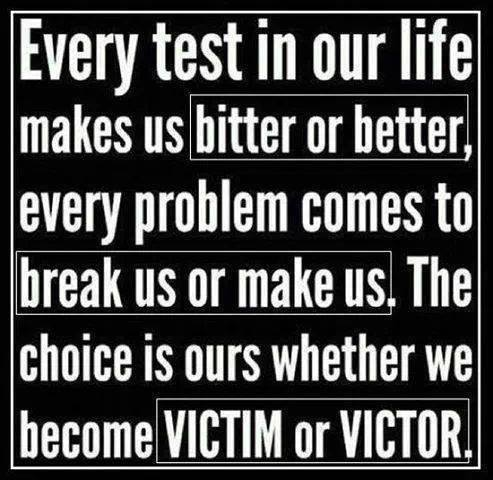 Every test in our life
makes us bitter or better,
every problem comes to
break us or make us. The
choice is ours whether we
become VICTIM or VICTOR.